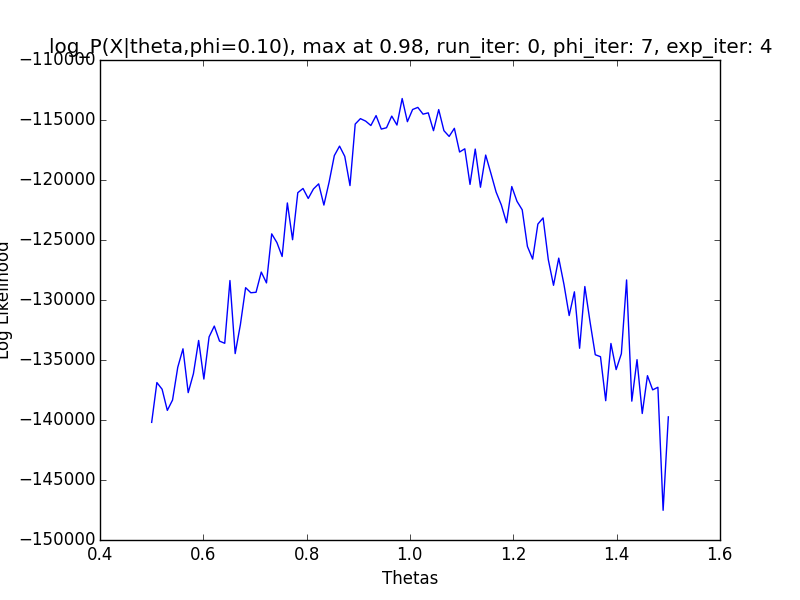 log_P(X|theta,phi=0.10), max at 0.98, run_iter: 0, phi_iter: 7, exp_iter: 4
−110000
−115000
−120000
−125000
−130000
−135000
−140000
−145000
−150000
Log Likelihood
0.4 0.6 0.8 1.0 1.2 1.4 1.6
Thetas